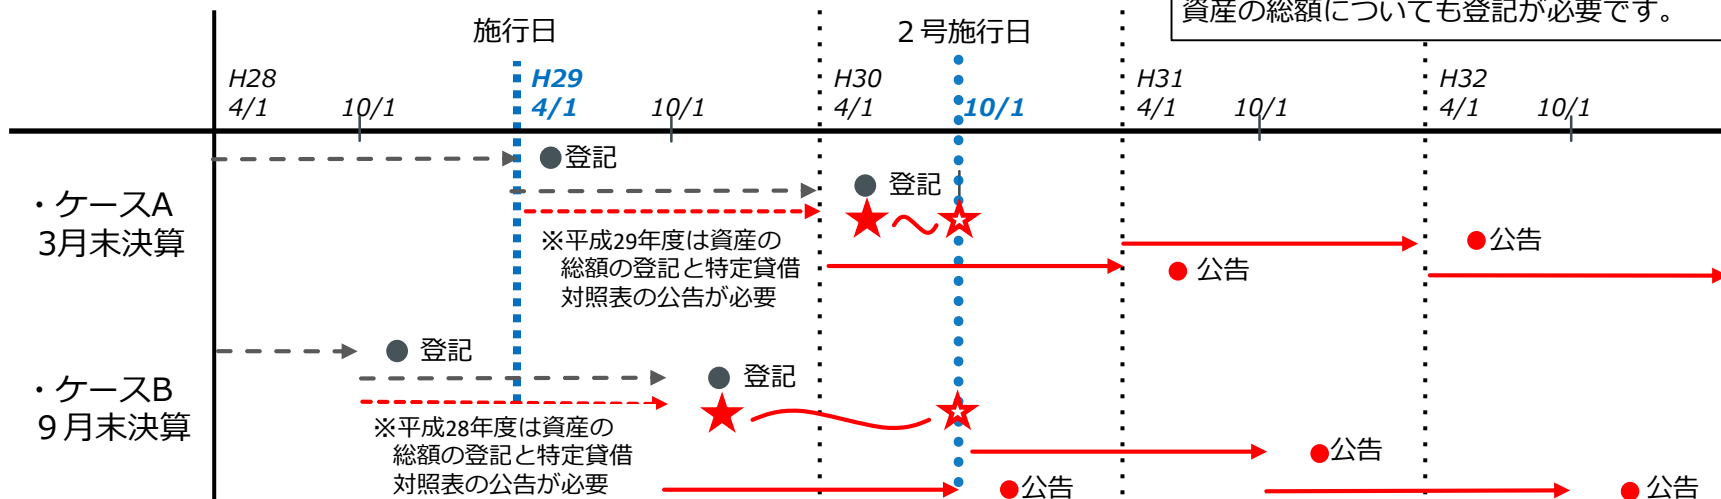 資産の総額についても登記が必要です。
施行日
２号施行日
H28
4/1
10/1
H29
4/1
10/1
H30
4/1
10/1
H31
4/1
10/1
H32
4/1
10/1
・ケースA
3月末決算
登記
登記
※平成29年度は資産の
総額の登記と特定貸借
対照表の公告が必要
公告
公告
・ケースB
９月末決算
登記
登記
※平成28年度は資産の
総額の登記と特定貸借
対照表の公告が必要
公告
公告
公告